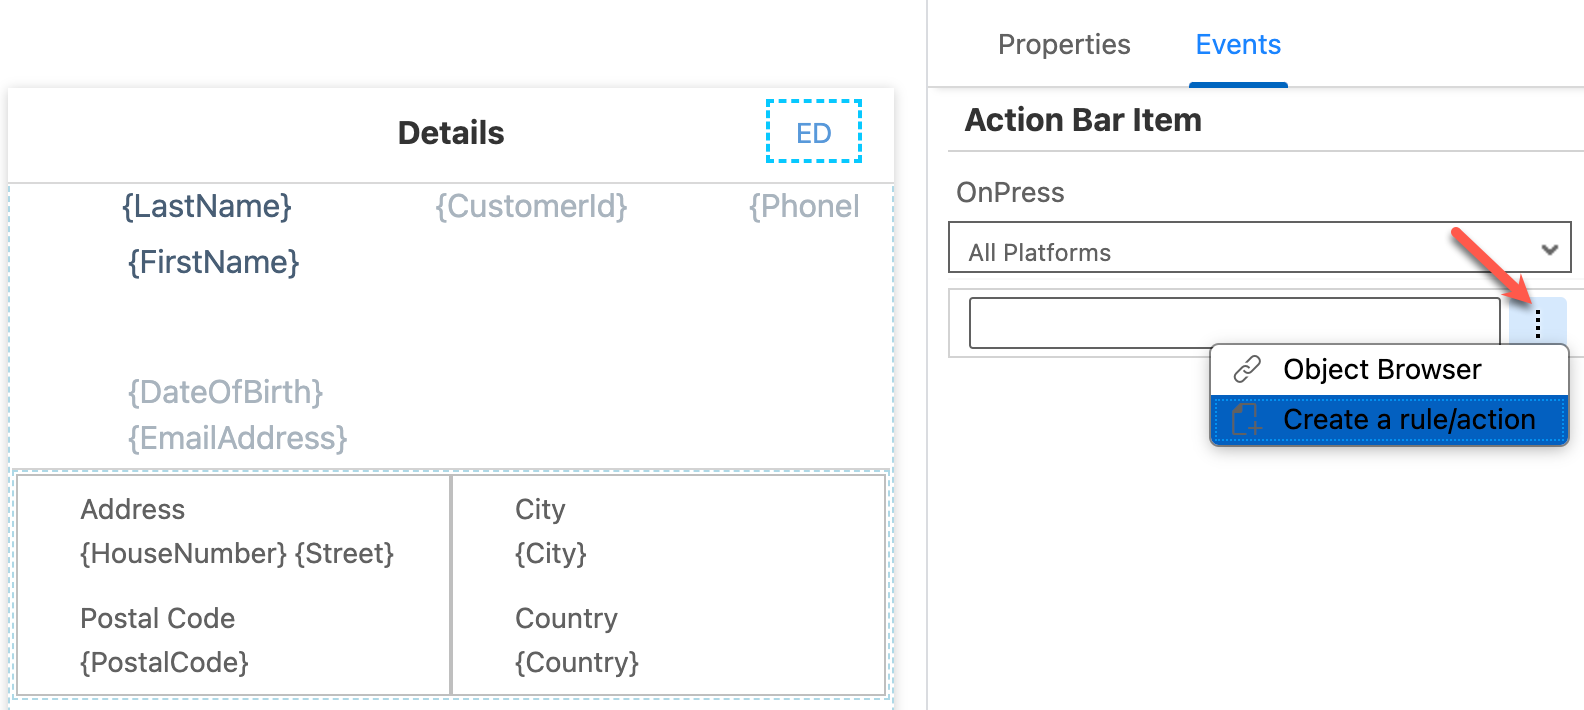 Properties
Events
Details
ED
Action Bar Item
{LastName}
{CustomerId}
{Phonel
{FirstName}
OnPress
All Platforms
Object Browser
Create a rule/action
{DateOfBirth}
{EmailAddress}
Address
{HouseNumber} {Street}
City
{City}
Postal Code
{PostalCode}
Country
{Country}